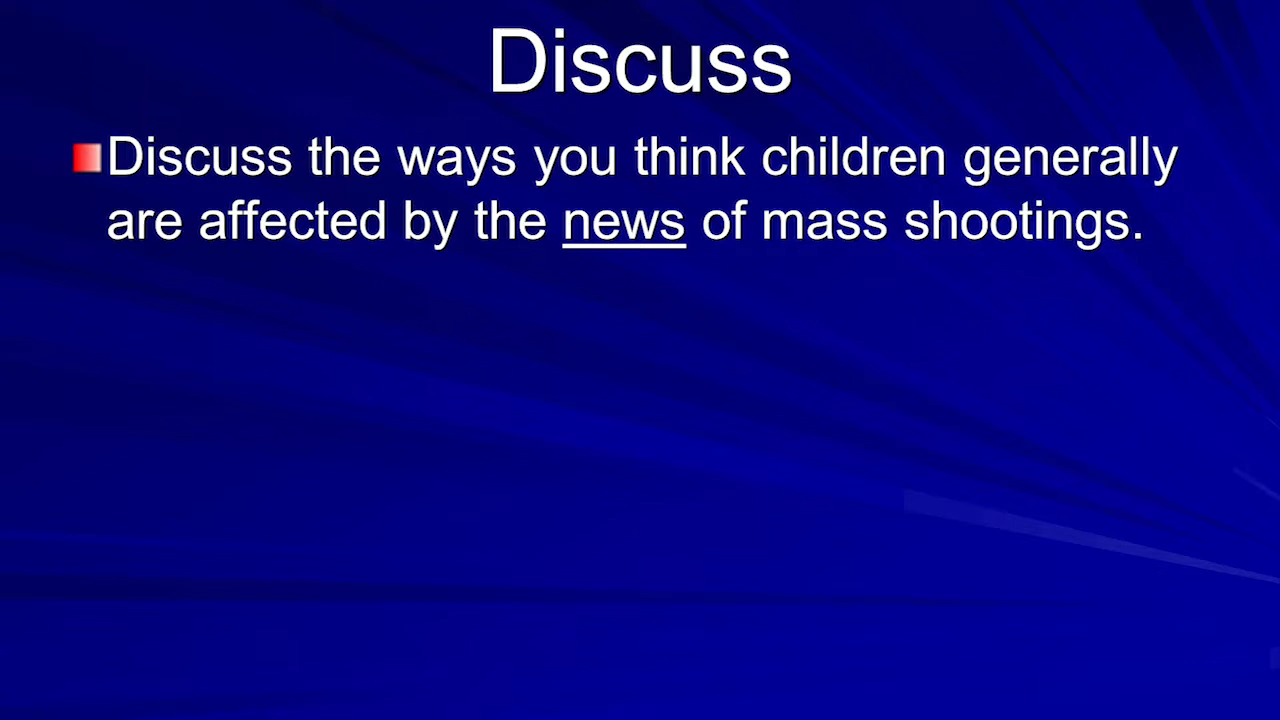 Discuss
Discuss the ways you think children generally
are affected by the news of mass shootings.